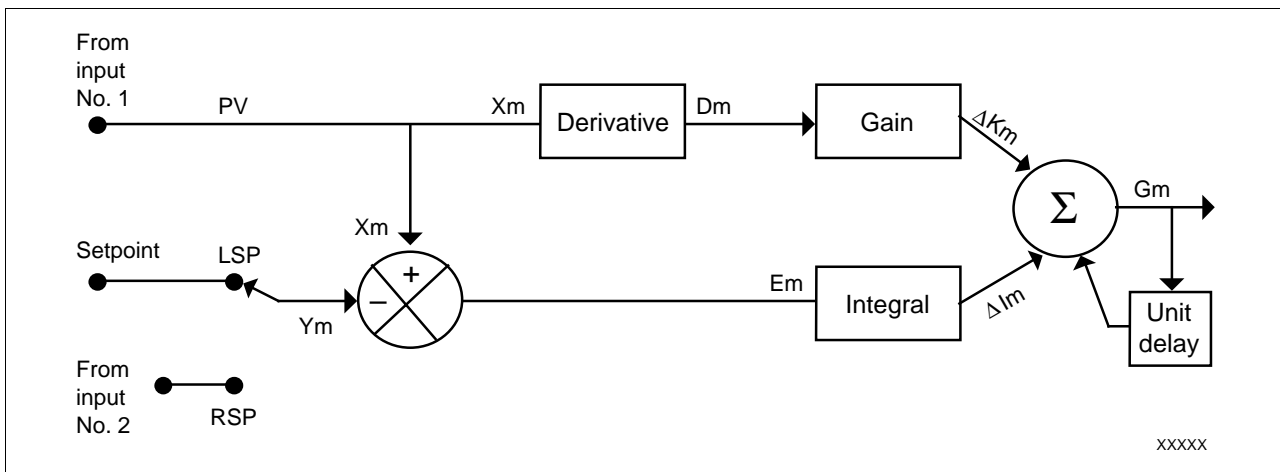 From
input
No. 1
PV
Xm
Derivative
Dm
Gain
ΔKm
Σ
Gm
Xm
Setpoint
LSP
+
−
Ym
Em
Integral
ΔIm
Unit
delay
From
input
No. 2
RSP
XXXXX